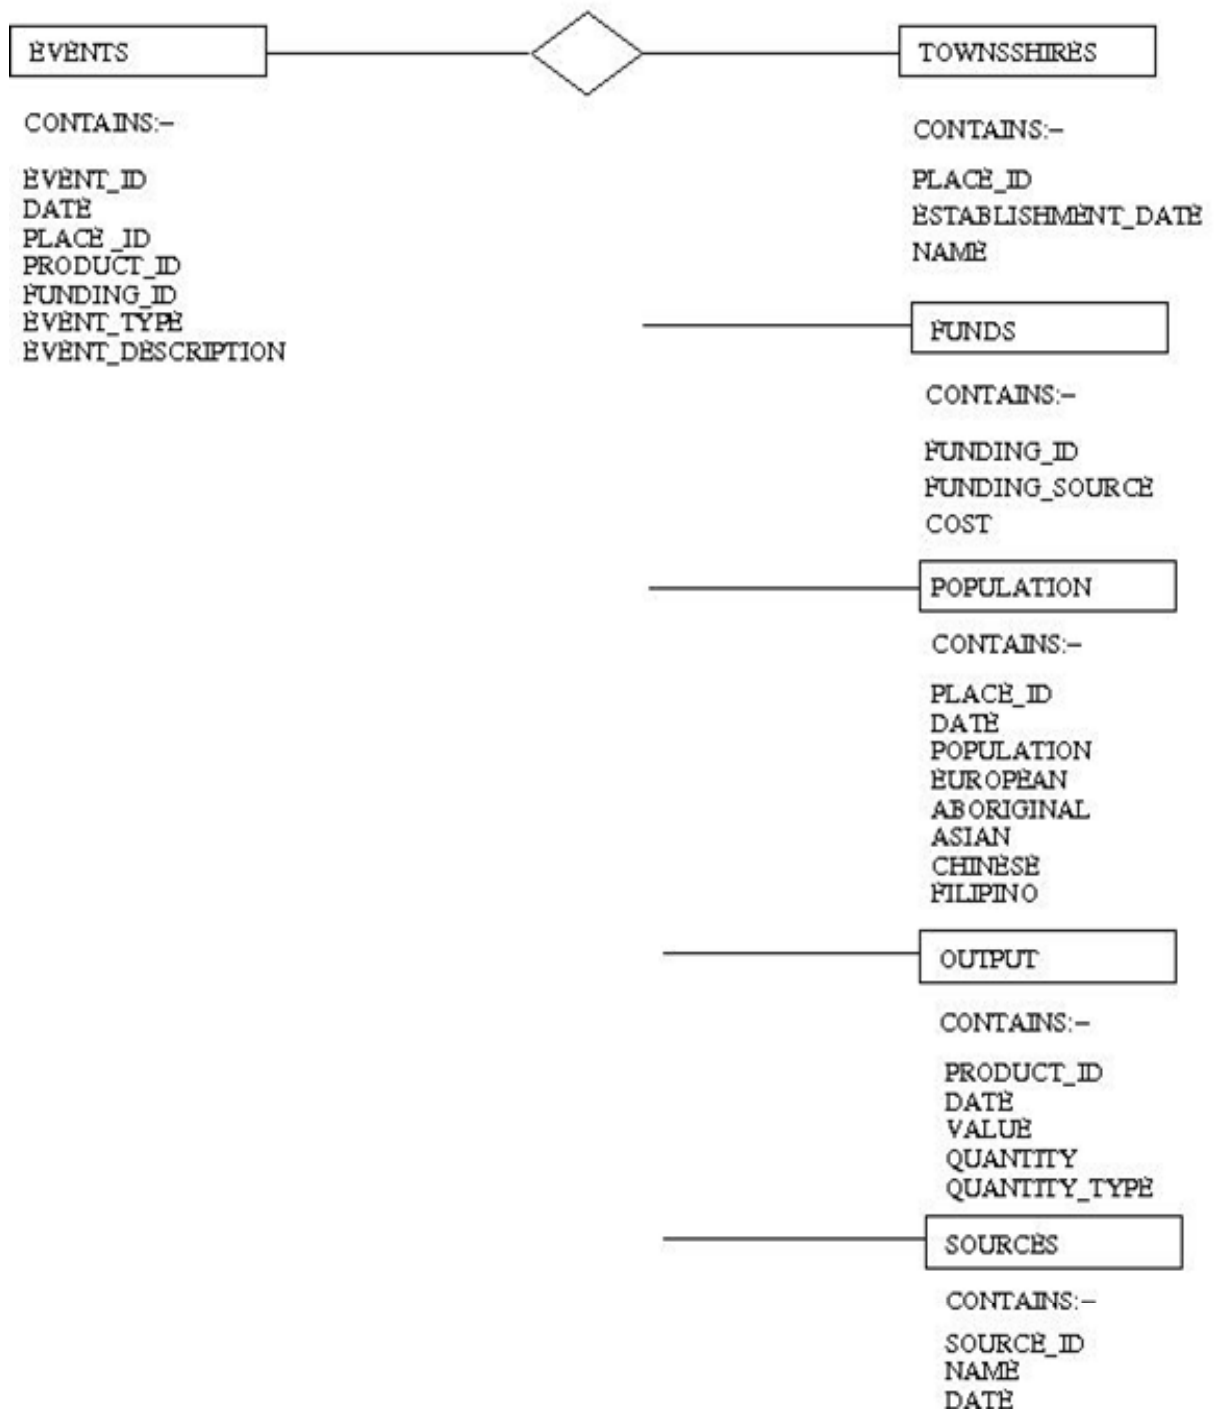 EVENTS
CONTAINS:–
EVENT_ID
DATE
PLACE _ID
PRODUCT_ID
FUNDING_ID
EVENT_TYPE
EVENT_DESCRIPTION
TOWNSSHIRES
CONTAINS:–
PLACE_ID
ESTABLISHMENT_DATE
NAME
FUNDS
CONTAINS:–
FUNDING_ID
FUNDING_SOURCE
COST
POPULATION
CONTAINS:–
PLACE_ID
DATE
POPULATION
EUROPEAN
ABORIGINAL
ASIAN
CHINESE
FILIPINO
OUTPUT
CONTAINS:–
PRODUCT_ID
DATE
VALUE
QUANTITY
QUANTITY_TYPE
SOURCES
CONTAINS:–
SOURCE_ID
NAME
DATE